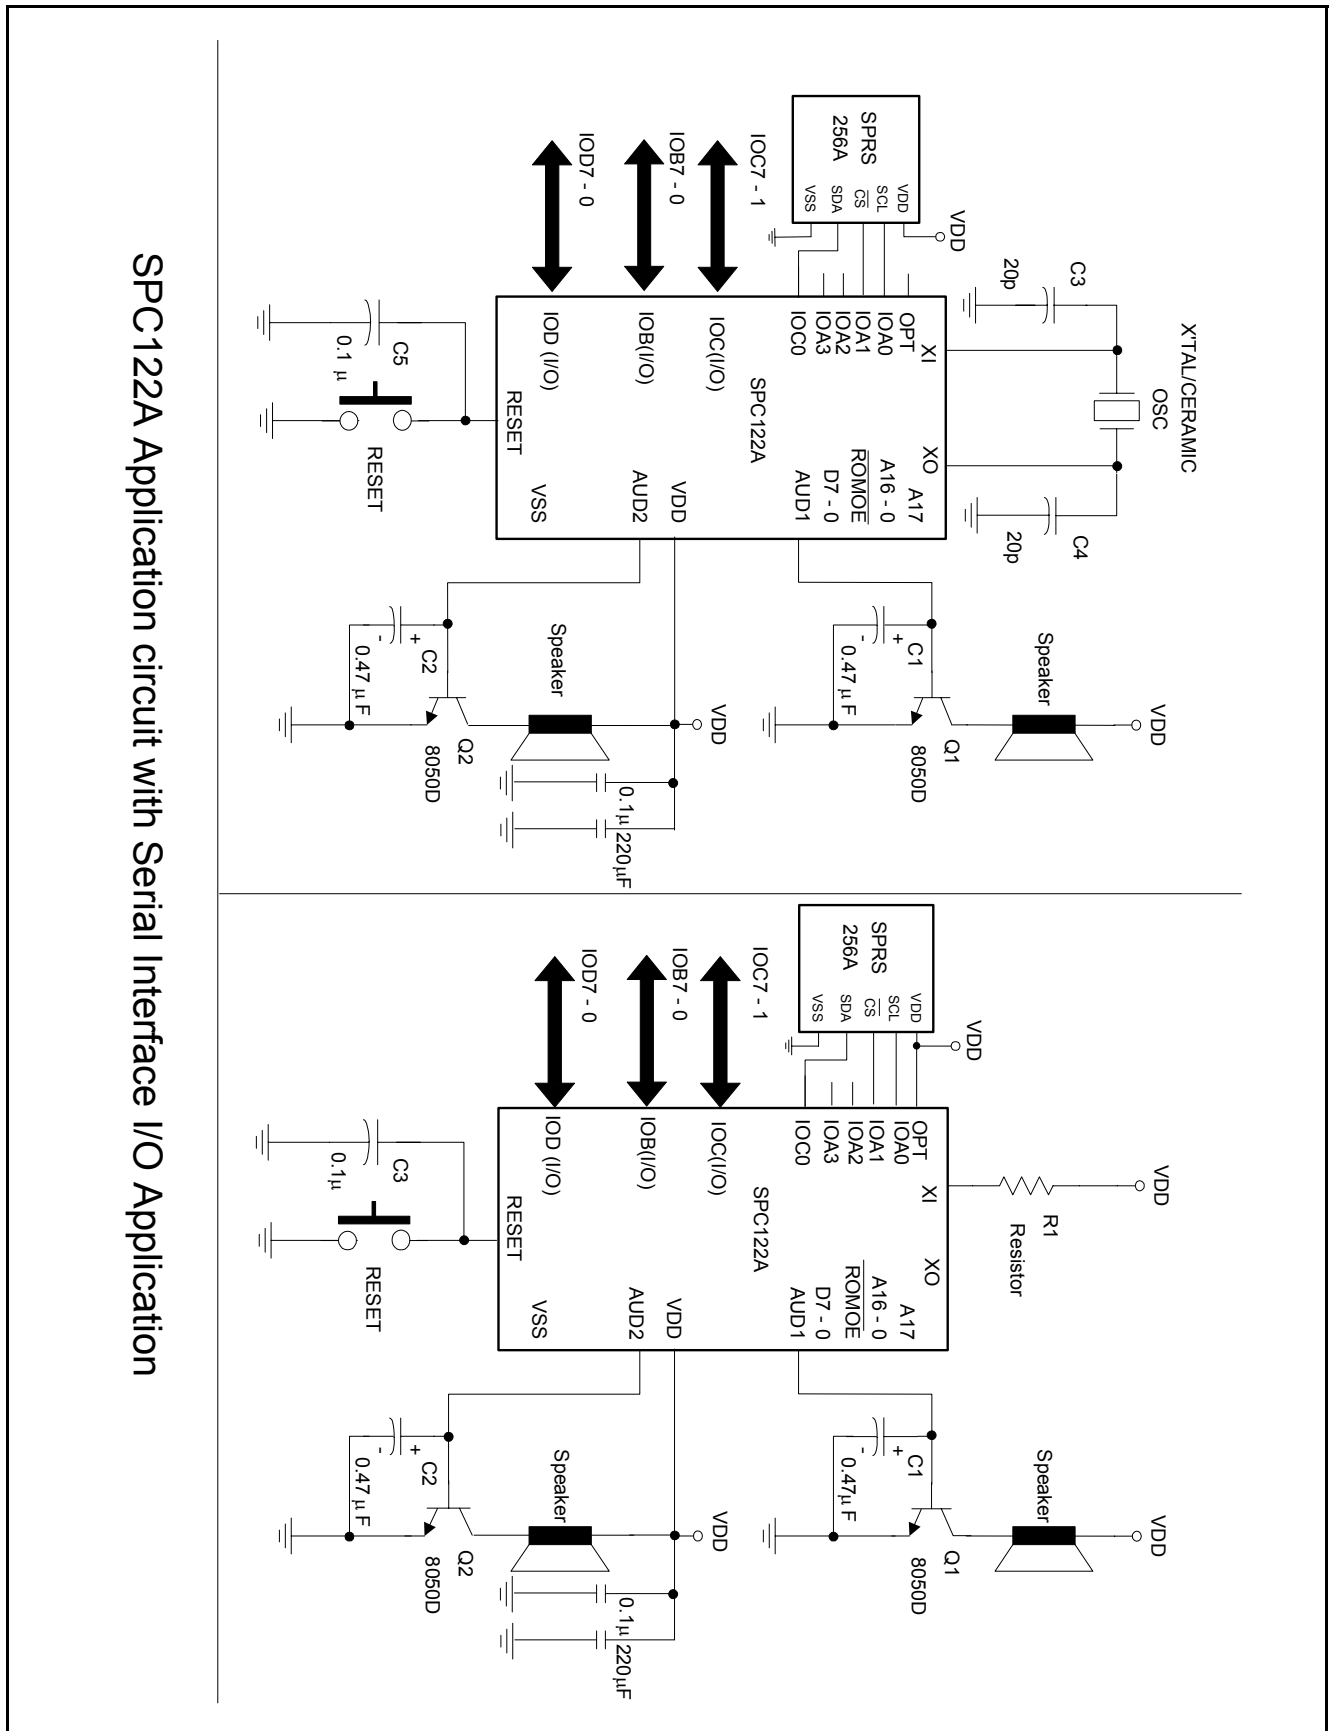 X'TAL/CERAMIC
OSC
C3
20p
C4
20p
VDD
SPRS
256A
VDD
SCL
CS
SDA
VSS
IOC7 - 1
IOB7 - 0
IOD7 - 0
XI
XO
OPT
IOA0
IOA1
IOA2
IOA3
IOC0
IOC(I/O)
IOB(I/O)
IOD (I/O)
SPC122A
A17
A16 - 0
ROMOE
D7 - 0
AUD1
VDD
AUD2
VSS
RESET
C5
0.1 μ
RESET
VDD
Speaker
C1
+
-
0.47 μ F
Q1
8050D
VDD
Speaker
C2
+
-
0.47 μ F
Q2
8050D
0.1μ
220μF
VDD
R1
Resistor
VDD
SPRS
256A
VDD
SCL
CS
SDA
VSS
IOC7 - 1
IOB7 - 0
IOD7 - 0
XI
XO
OPT
IOA0
IOA1
IOA2
IOA3
IOC0
IOC(I/O)
IOB(I/O)
IOD (I/O)
SPC122A
A17
A16 - 0
ROMOE
D7 - 0
AUD1
VDD
AUD2
VSS
RESET
C3
0.1μ
RESET
VDD
Speaker
C1
+
-
0.47μ F
Q1
8050D
VDD
Speaker
C2
+
-
0.47 μ F
Q2
8050D
0.1μ
220μF
SPC122A Application circuit with Serial Interface I/O Application